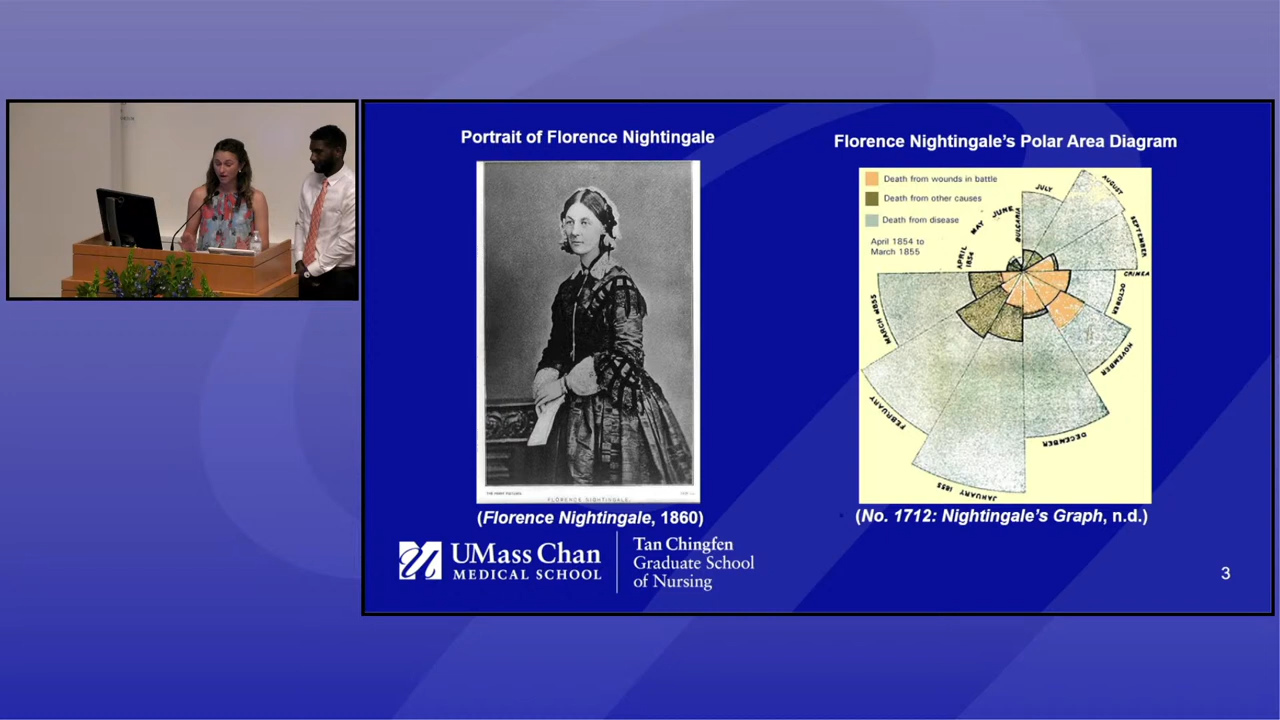 Portrait of Florence Nightingale
FLORENCE NIGHTINGALE.
(Florence Nightingale, 1860)
Florence Nightingale’s Polar Area Diagram
Death from wounds in battle
Death from other causes
Death from disease
April 1854 to
March 1855
APRIL
1854
MAY
JUNE
BULGARIA
JULY
AUGUST
SEPTEMBER
CRIMEA
OCTOBER
NOVEMBER
DECEMBER
JANUARY 1855
FEBRUARY
MARCH 1855
(No. 1712: Nightingale’s Graph, n.d.)
UMass Chan
MEDICAL SCHOOL
Tan Chingfen
Graduate School
of Nursing
3